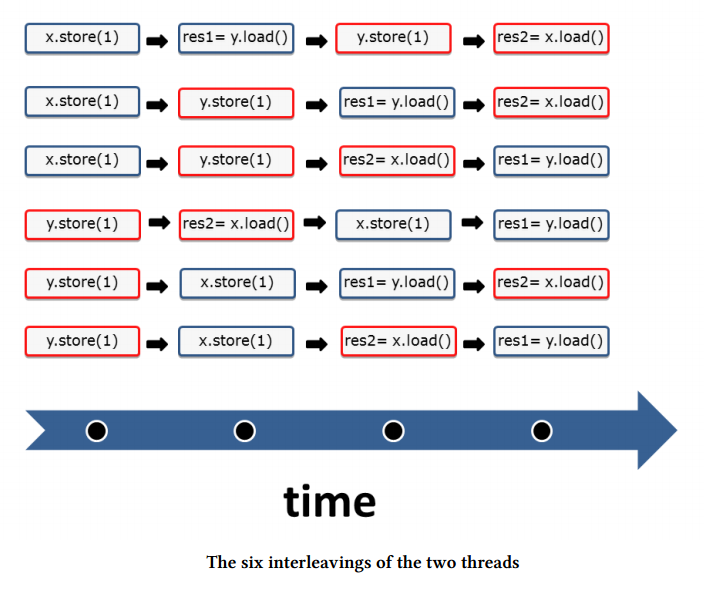 x.store(1) res1= y.load() y.store(1) res2= x.load()
x.store(1) y.store(1) res1= y.load() res2= x.load()
x.store(1) y.store(1) res2= x.load() res1= y.load()
y.store(1) res2= x.load() x.store(1) res1= y.load()
y.store(1) x.store(1) res1= y.load() res2= x.load()
y.store(1) x.store(1) res2= x.load() res1= y.load()
time
The six interleavings of the two threads